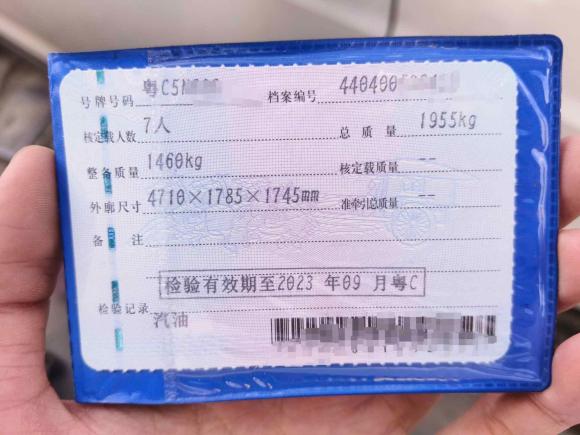 号牌号码 粤C5N 档案编号 440400
核定载人数 7人 总质量 1955kg
整备质量 1460kg 核定载质量 --
外廓尺寸 4710×1785×1745mm 准牵引总质量 --
备注
检验有效期至2023 年09 月粤C
检验记录
汽油